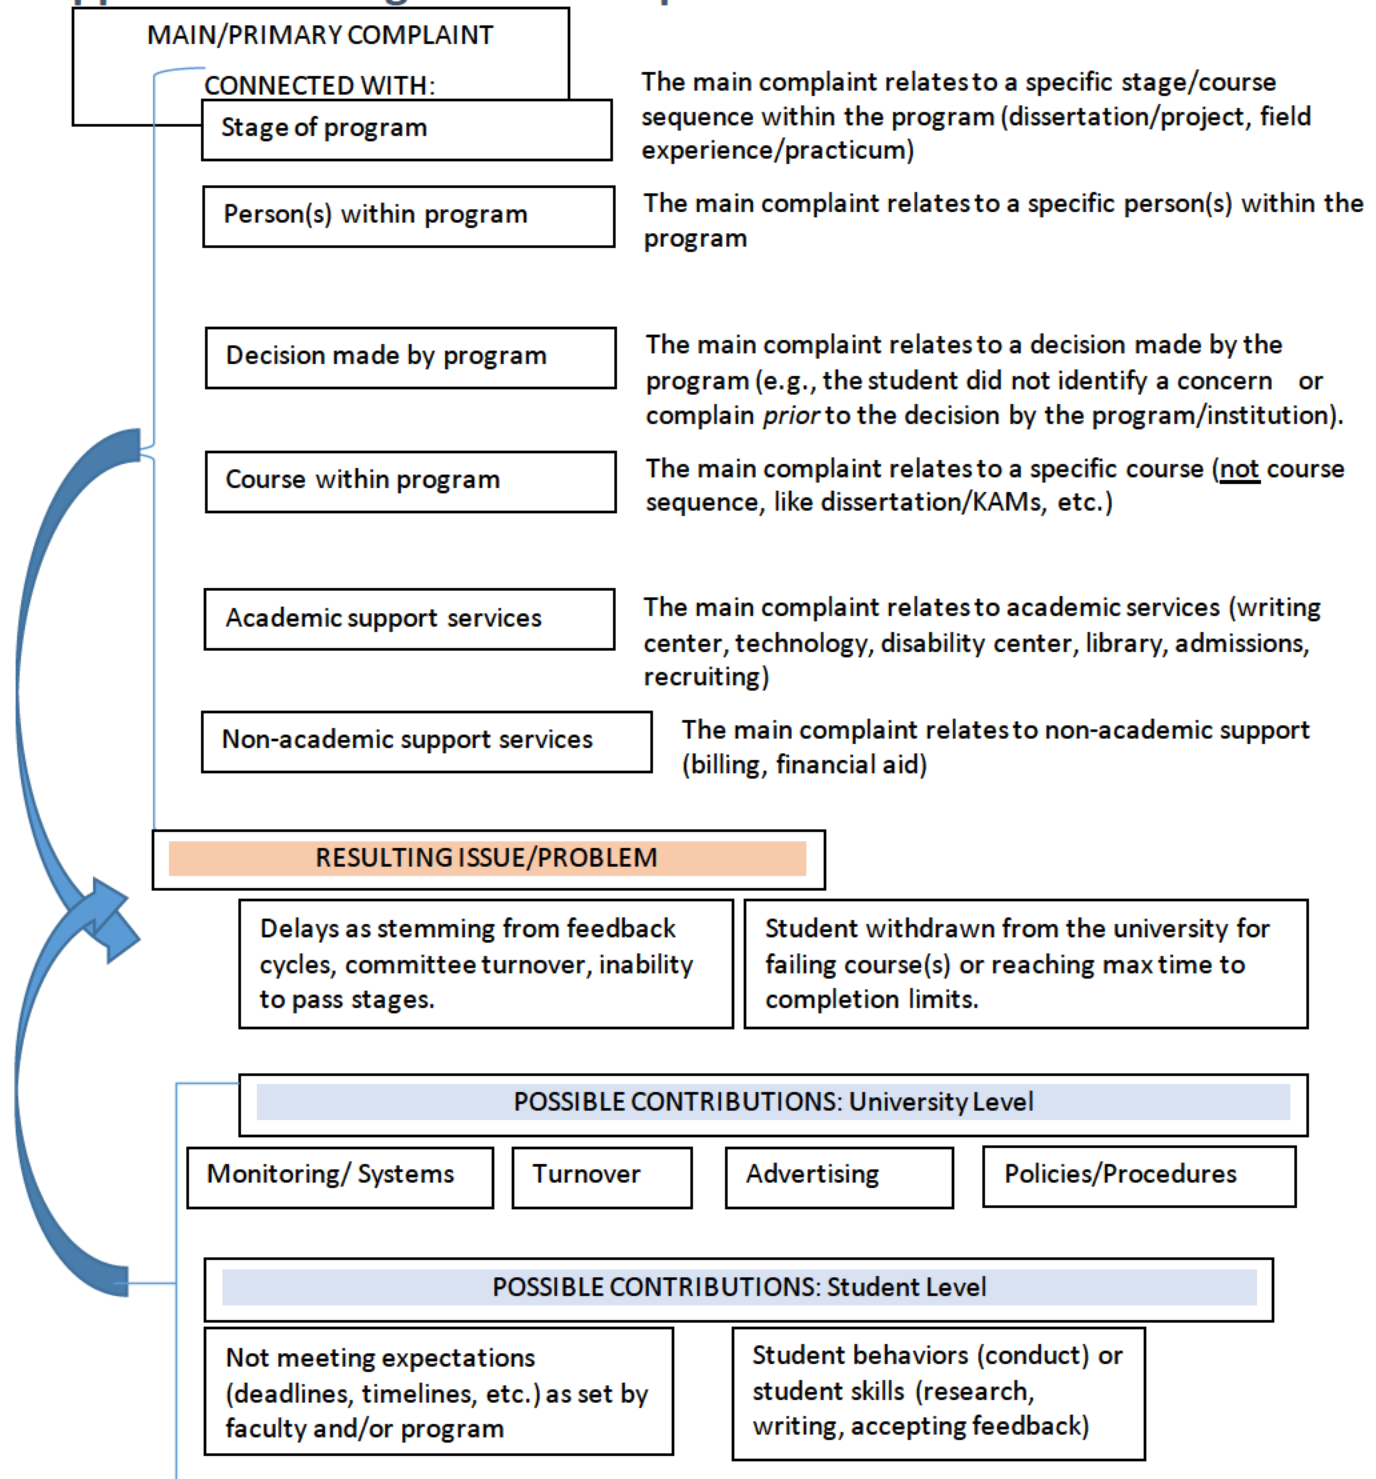 MAIN/PRIMARY COMPLAINT
CONNECTED WITH:
Stage of program
The main complaint relates to a specific stage/course
sequence within the program (dissertation/project, field
experience/practicum)
Person(s) within program
The main complaint relates to a specific person(s) within the
program
Decision made by program
The main complaint relates to a decision made by the
program (e.g., the student did not identify a concern or
complain prior to the decision by the program/institution).
Course within program
The main complaint relates to a specific course (not course
sequence, like dissertation/KAMs, etc.)
Academic support services
The main complaint relates to academic services (writing
center, technology, disability center, library, admissions,
recruiting)
Non-academic support services
The main complaint relates to non-academic support
(billing, financial aid)
RESULTING ISSUE/PROBLEM
Delays as stemming from feedback
cycles, committee turnover, inability
to pass stages.
Student withdrawn from the university for
failing course(s) or reaching max time to
completion limits.
POSSIBLE CONTRIBUTIONS: University Level
Monitoring/ Systems
Turnover
Advertising
Policies/Procedures
POSSIBLE CONTRIBUTIONS: Student Level
Not meeting expectations
(deadlines, timelines, etc.) as set by
faculty and/or program
Student behaviors (conduct) or
student skills (research,
writing, accepting feedback)